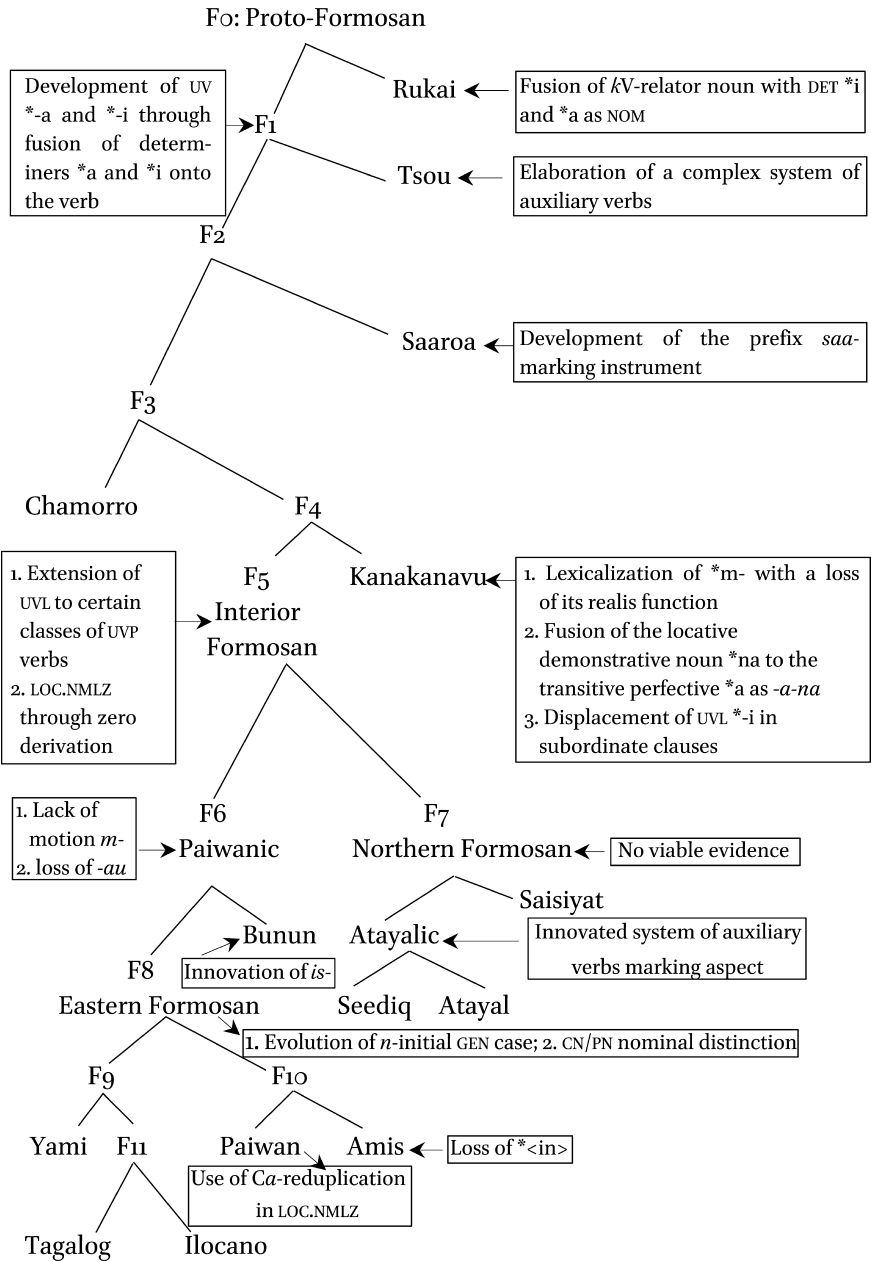 F0: Proto-Formosan
Development of UV
*-a and *-i through
fusion of determ-
iners *a and *i onto
the verb
Rukai
Fusion of kV-relator noun with DET *i
and *a as NOM
F1
Tsou
Elaboration of a complex system of
auxiliary verbs
F2
Saaroa
Development of the prefix saa-
marking instrument
F3
Chamorro
F4
1. Extension of
UVL to certain
classes of UVP
verbs
2. LOC.NMLZ
through zero
derivation
F5
Interior
Formosan
Kanakanavu
1. Lexicalization of *m- with a loss
of its realis function
2. Fusion of the locative
demonstrative noun *na to the
transitive perfective *a as -a-na
3. Displacement of UVL *-i in
subordinate clauses
1. Lack of
motion m-
2. loss of -au
F6
Paiwanic
F7
Northern Formosan
No viable evidence
Saisiyat
Bunun
Innovation of is-
Atayalic
Innovated system of auxiliary
verbs marking aspect
F8
Eastern Formosan
Seediq
Atayal
1. Evolution of n-initial GEN case; 2. CN/PN nominal distinction
F9
F10
Yami
F11
Paiwan
Amis
Loss of *<in>
Use of Ca-reduplication
in LOC.NMLZ
Tagalog
Ilocano